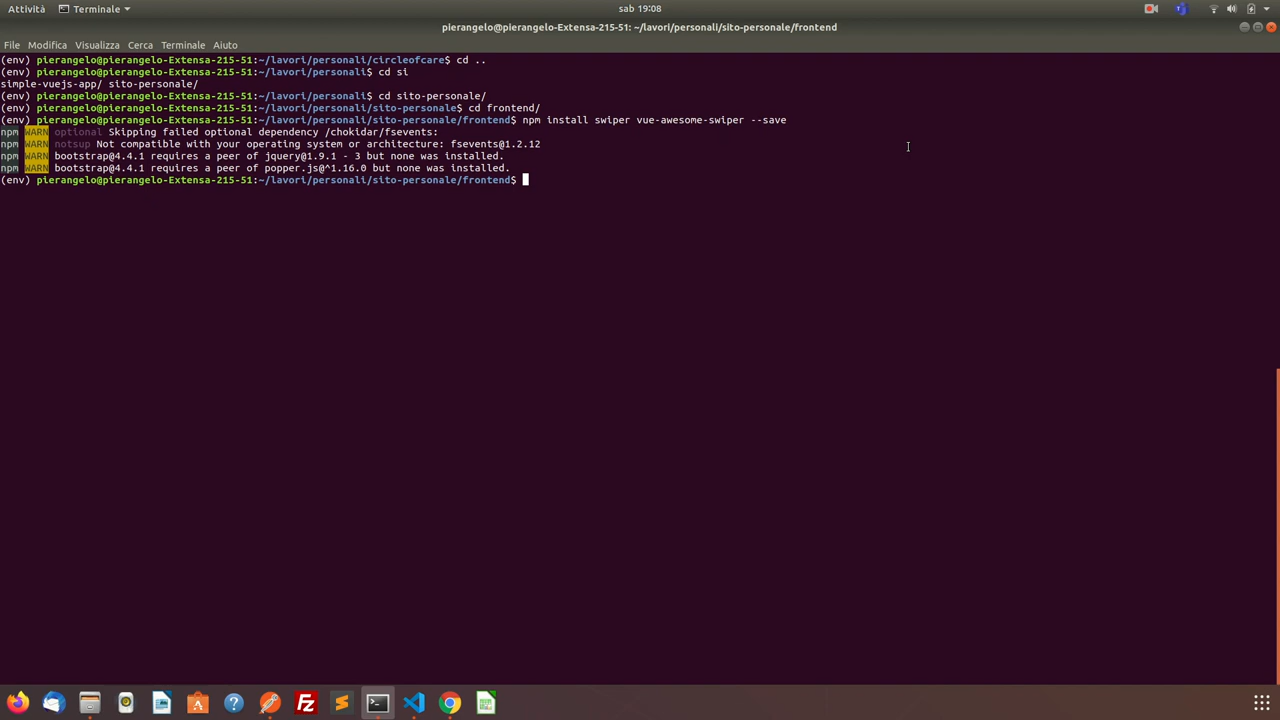 Attività
Terminale
sab 19:08
pierangelo@pierangelo-Extensa-215-51: ~/lavori/personali/sito-personale/frontend
File Modifica Visualizza Cerca Terminale Aiuto
(env) pierangelo@pierangelo-Extensa-215-51:~/lavori/personali/circleofcare$ cd ..
(env) pierangelo@pierangelo-Extensa-215-51:~/lavori/personali$ cd si
simple-vuejs-app/ sito-personale/
(env) pierangelo@pierangelo-Extensa-215-51:~/lavori/personali$ cd sito-personale/
(env) pierangelo@pierangelo-Extensa-215-51:~/lavori/personali/sito-personale$ cd frontend/
(env) pierangelo@pierangelo-Extensa-215-51:~/lavori/personali/sito-personale/frontend$ npm install swiper vue-awesome-swiper --save
npm WARN optional Skipping failed optional dependency /chokidar/fsevents:
npm WARN notsup Not compatible with your operating system or architecture: fsevents@1.2.12
npm WARN bootstrap@4.4.1 requires a peer of jquery@1.9.1 - 3 but none was installed.
npm WARN bootstrap@4.4.1 requires a peer of popper.js@^1.16.0 but none was installed.
(env) pierangelo@pierangelo-Extensa-215-51:~/lavori/personali/sito-personale/frontend$